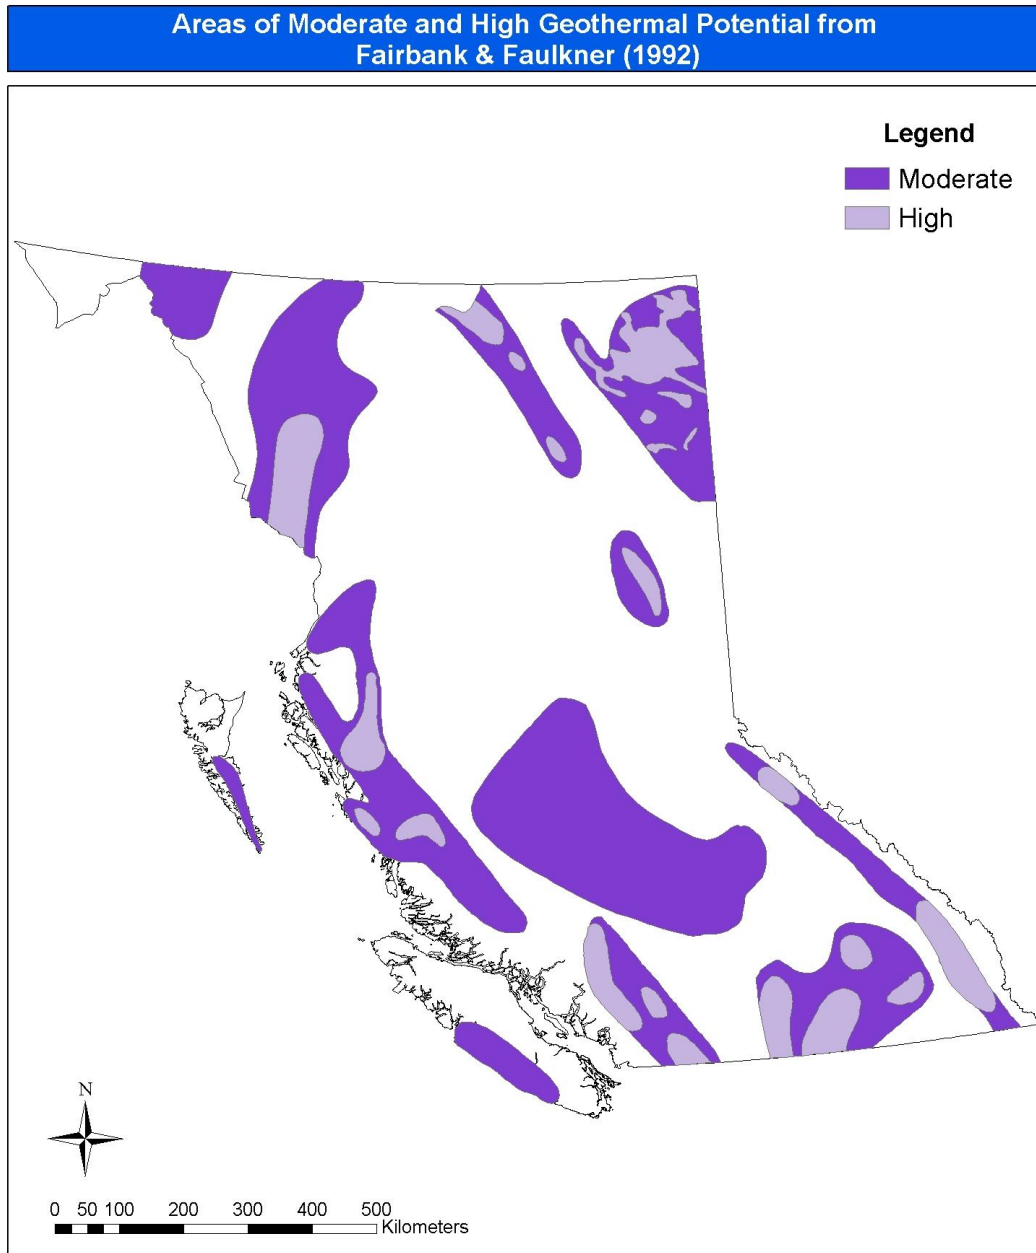 Areas of Moderate and High Geothermal Potential from
Fairbank & Faulkner (1992)
Legend
Moderate
High
N
0 50 100 200 300 400 500
Kilometers